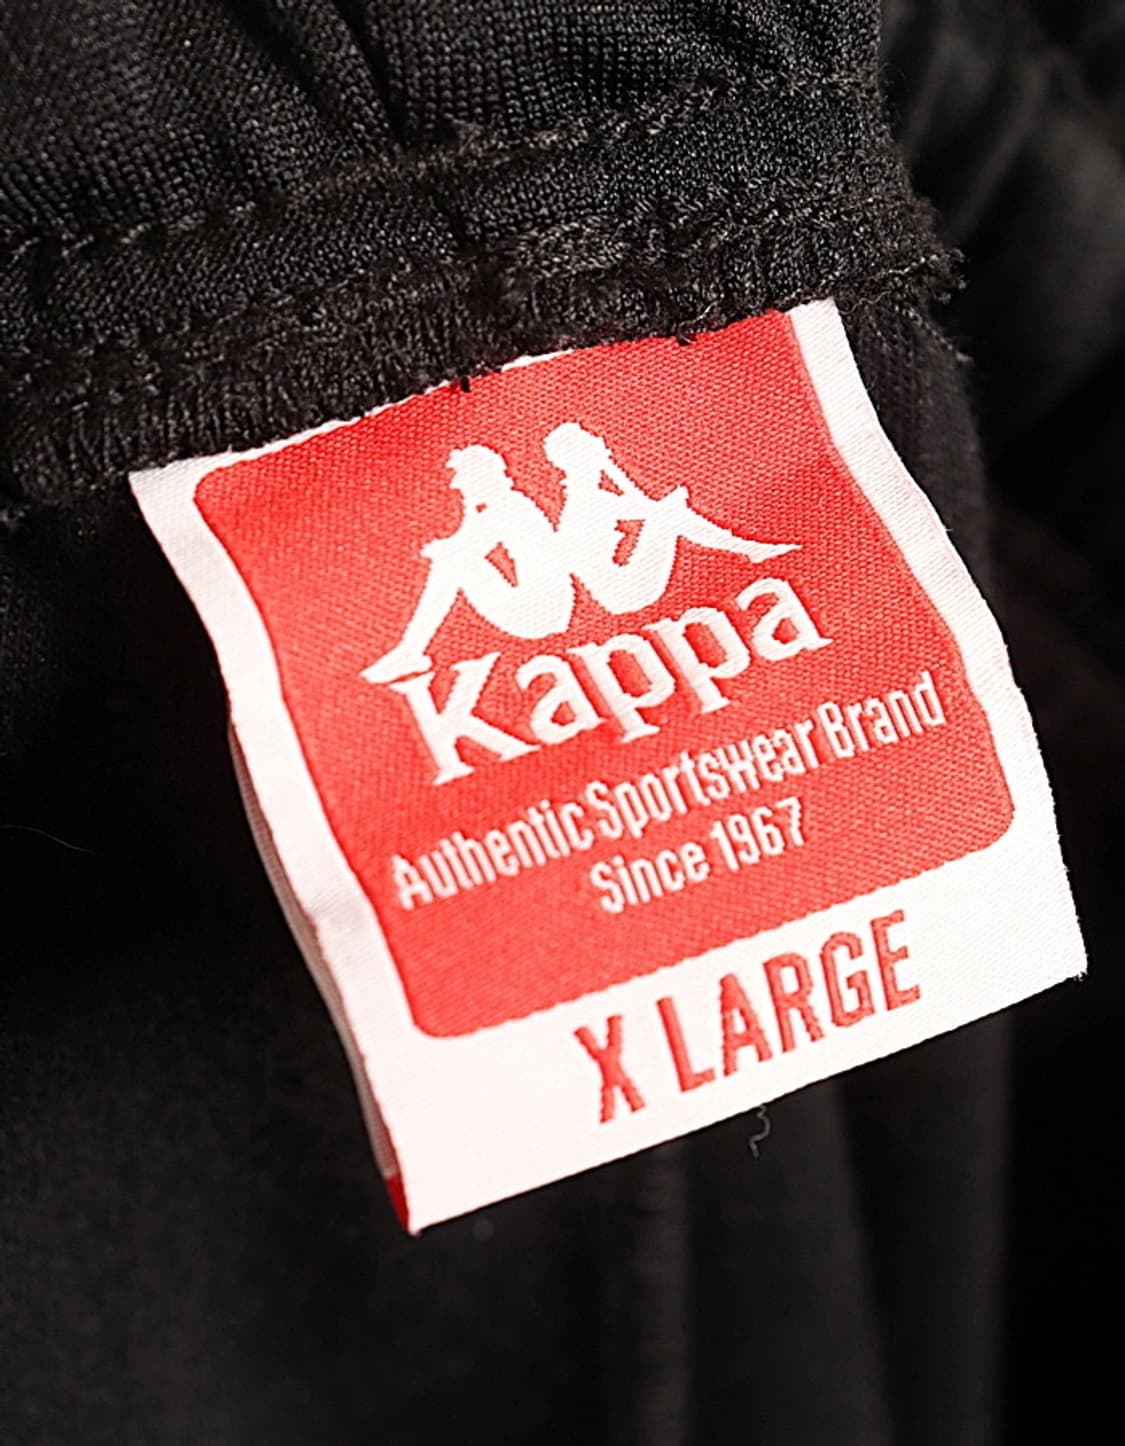 Kappa
Authentic Sportswear Brand
Since 1967
X LARGE